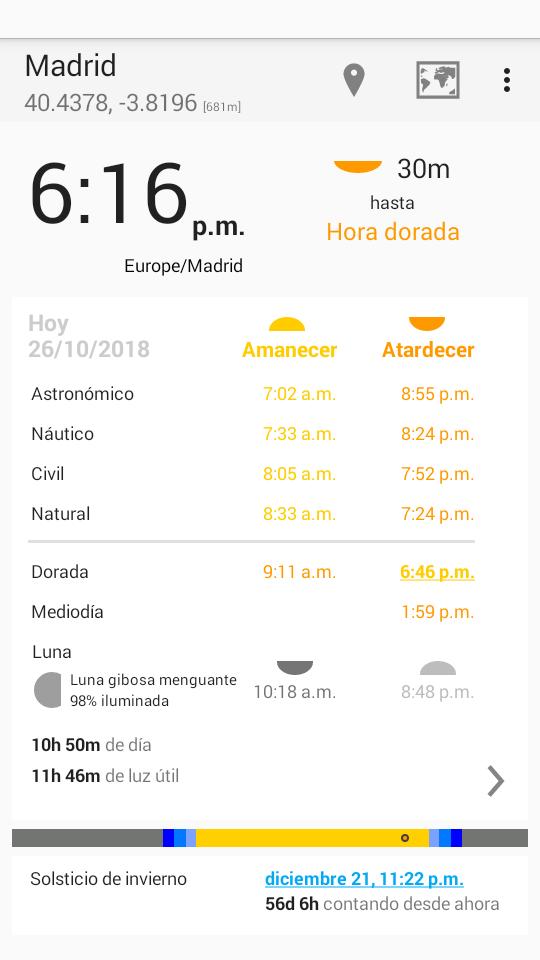 Madrid
40.4378, -3.8196 [681m]
6:16 p.m.
30m
hasta
Hora dorada
Europe/Madrid
Hoy
26/10/2018
Amanecer Atardecer
Astronómico 7:02 a.m. 8:55 p.m.
Náutico 7:33 a.m. 8:24 p.m.
Civil 8:05 a.m. 7:52 p.m.
Natural 8:33 a.m. 7:24 p.m.
Dorada 9:11 a.m. 6:46 p.m.
Mediodía 1:59 p.m.
Luna
Luna gibosa menguante
98% iluminada
10:18 a.m. 8:48 p.m.
10h 50m de día
11h 46m de luz útil
Solsticio de invierno diciembre 21, 11:22 p.m.
56d 6h contando desde ahora